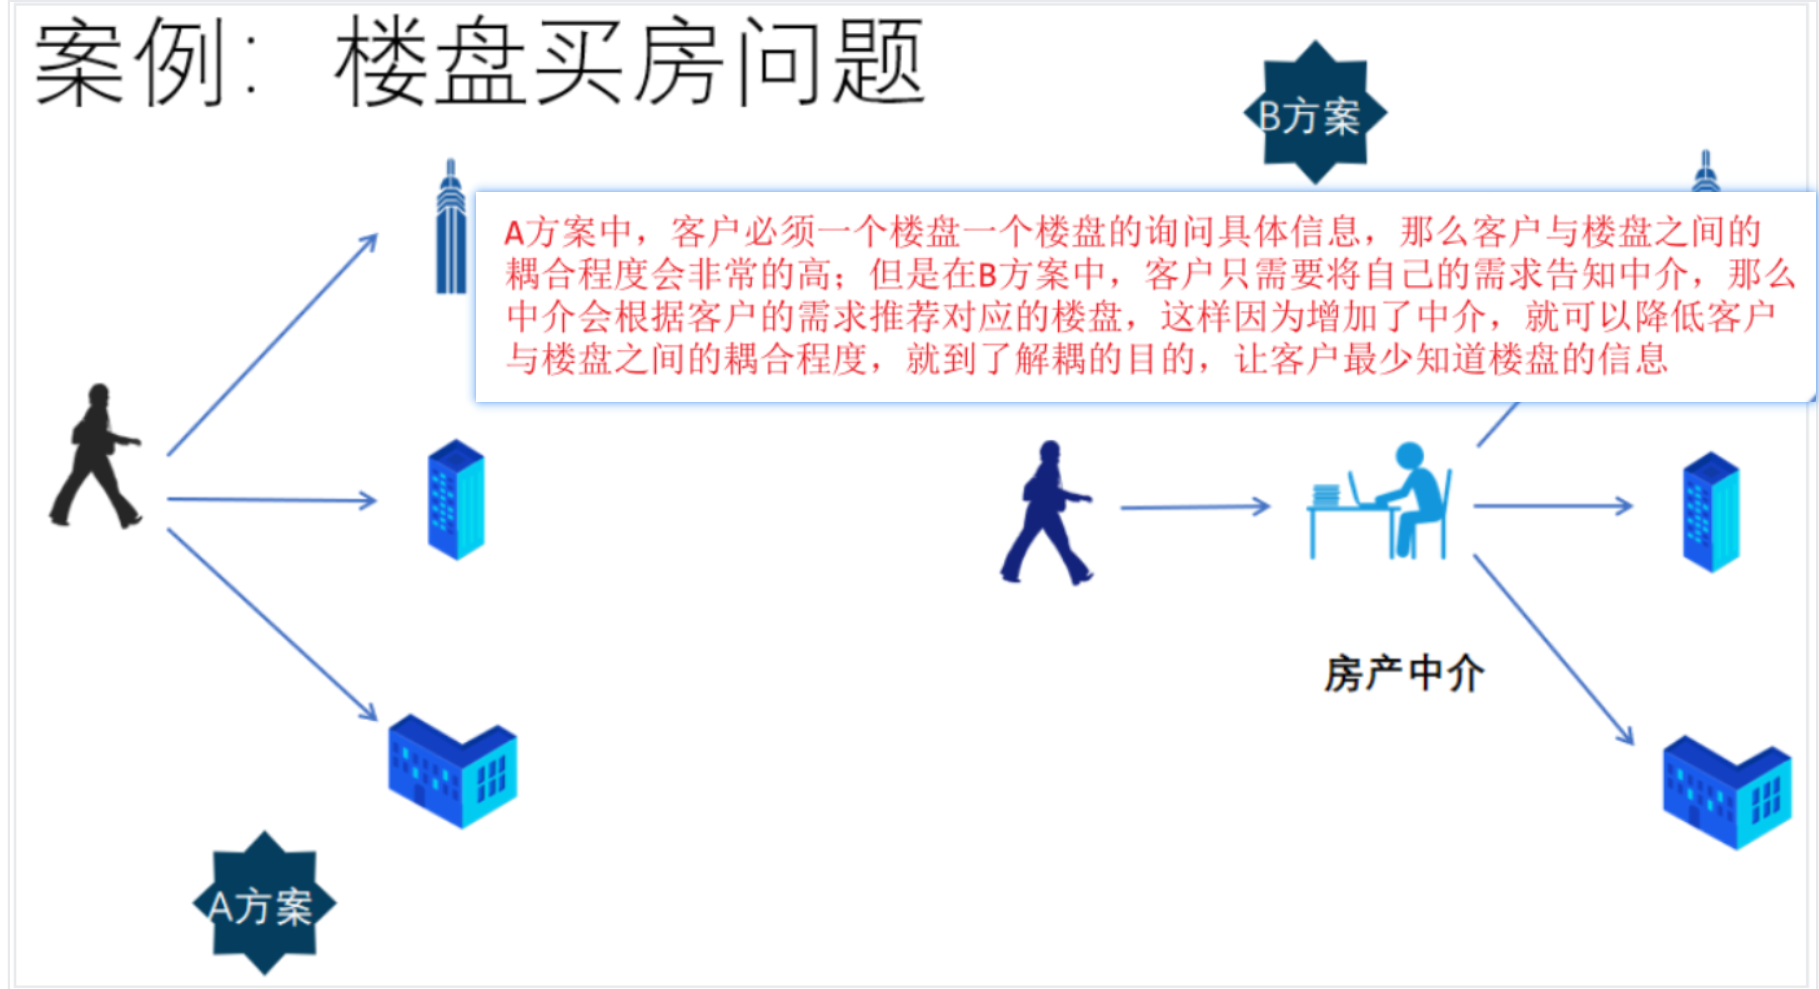 案例：楼盘买房问题
B方案
A方案中，客户必须一个楼盘一个楼盘的询问具体信息，那么客户与楼盘之间的
耦合程度会非常的高；但是在B方案中，客户只需要将自己的需求告知中介，那么
中介会根据客户的需求推荐对应的楼盘，这样因为增加了中介，就可以降低客户
与楼盘之间的耦合程度，就到了解耦的目的，让客户最少知道楼盘的信息
房产中介
A方案